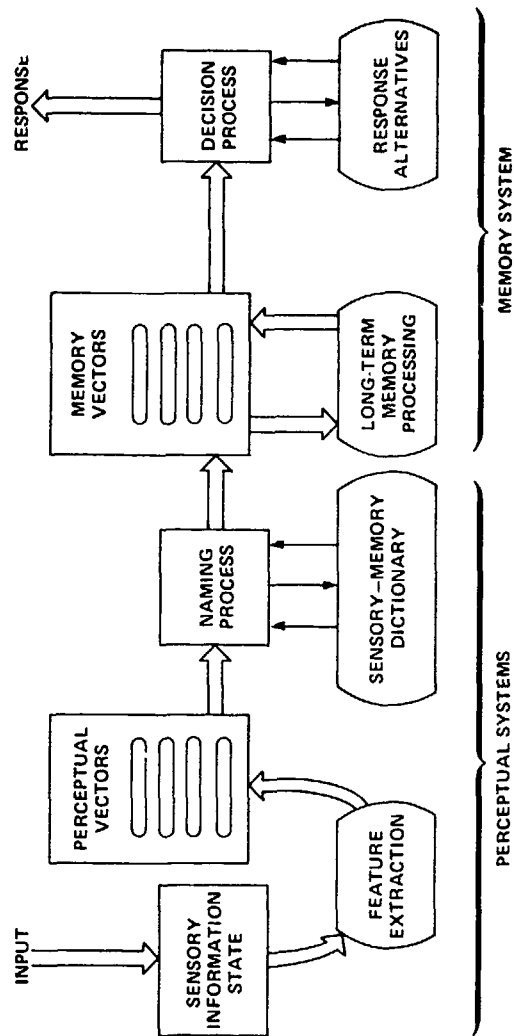 INPUT
SENSORY
INFORMATION
STATE
FEATURE
EXTRACTION
PERCEPTUAL
VECTORS
NAMING
PROCESS
SENSORY–MEMORY
DICTIONARY
MEMORY
VECTORS
LONG-TERM
MEMORY
PROCESSING
RESPONSE
DECISION
PROCESS
RESPONSE
ALTERNATIVES
PERCEPTUAL SYSTEMS
MEMORY SYSTEM